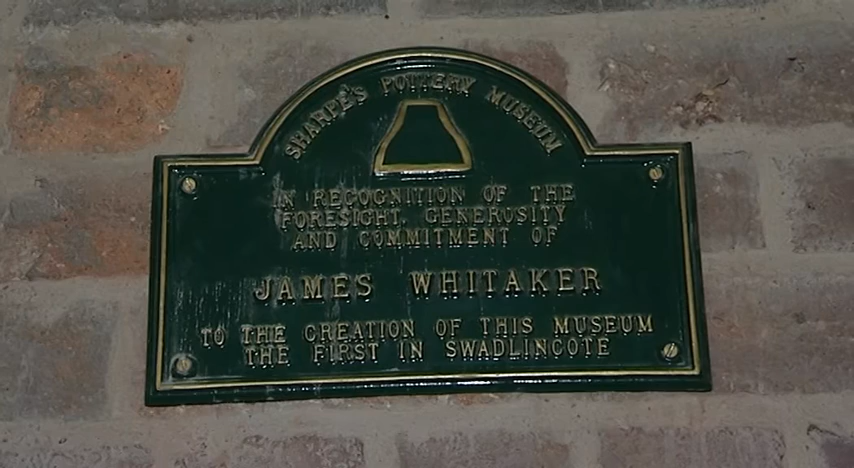 SHARPE'S POTTERY MUSEUM
IN RECOGNITION OF THE
FORESIGHT, GENEROSITY
AND COMMITMENT OF
JAMES WHITAKER
TO THE CREATION OF THIS MUSEUM
THE FIRST IN SWADLINCOTE